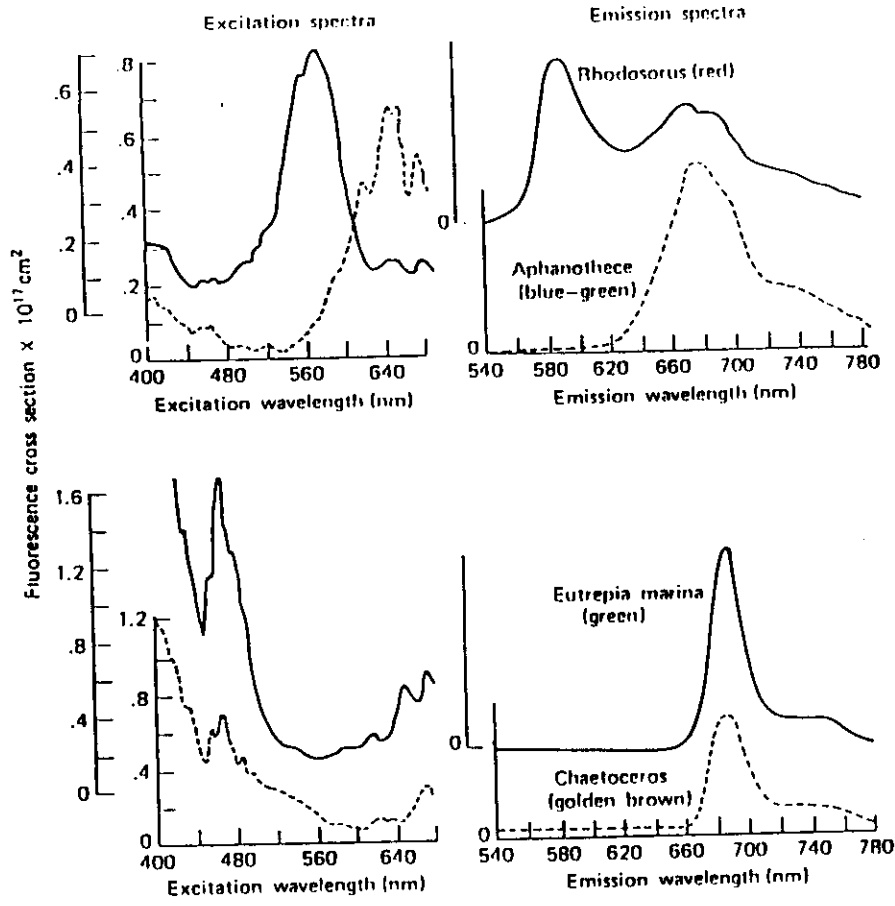 Excitation spectra
Emission spectra
.6
.4
.2
0
.8
.6
.4
.2
0
400 480 560 640
Excitation wavelength (nm)
Fluorescence cross section x 10^17 cm^2
Rhodosorus (red)
0
Aphanothece
(blue-green)
0
540 580 620 660 700 740 780
Emission wavelength (nm)
1.6
1.2
.8
.4
0
1.2
.8
.4
0
400 480 560 640
Excitation wavelength (nm)
Eutrepia marina
(green)
0
Chaetoceros
(golden brown)
0
540 580 620 660 700 740 780
Emission wavelength (nm)